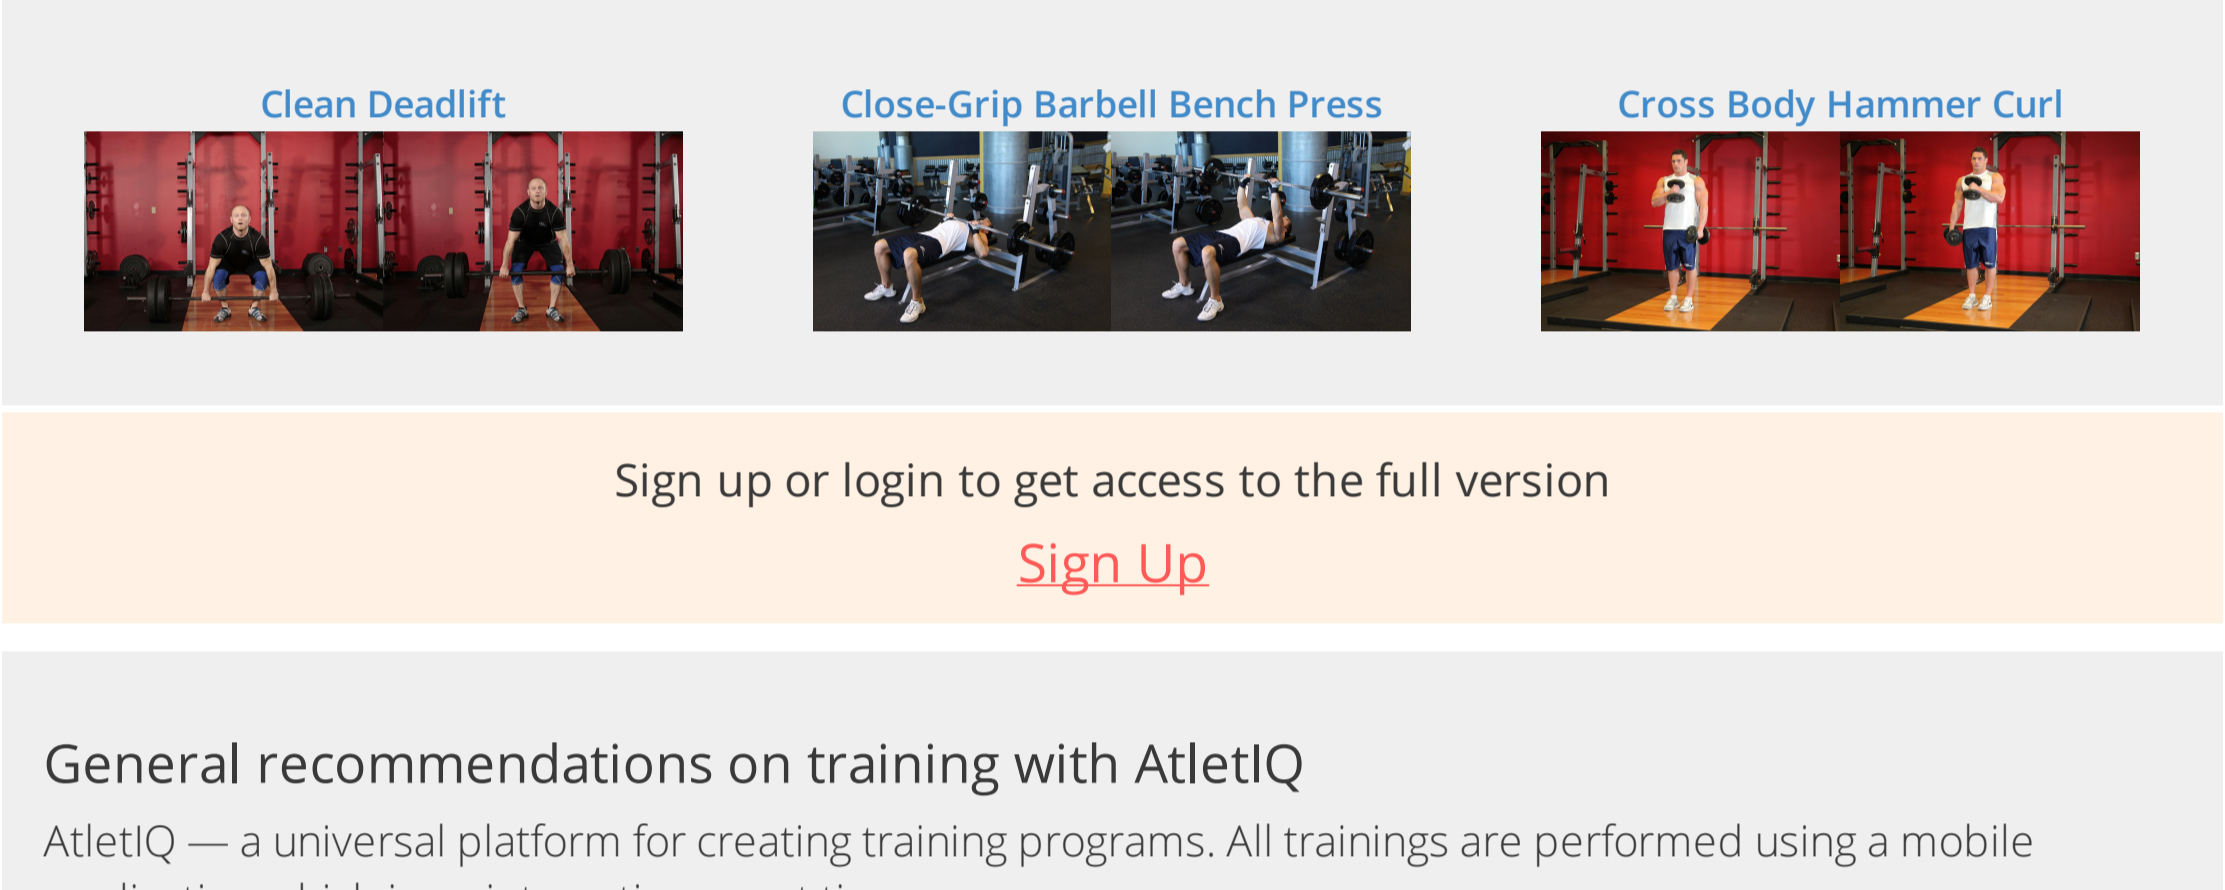 Clean Deadlift
Close-Grip Barbell Bench Press
Cross Body Hammer Curl
Sign up or login to get access to the full version
Sign Up
General recommendations on training with AtletIQ
AtletIQ — a universal platform for creating training programs. All trainings are performed using a mobile